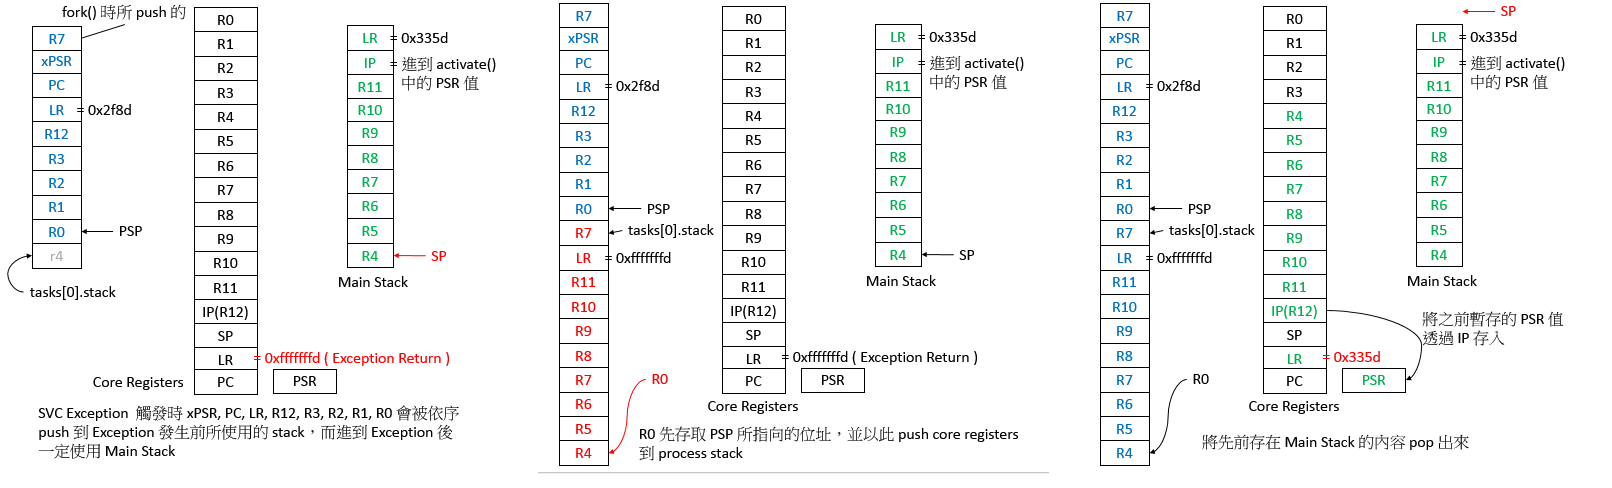 fork() 時所 push 的
R7
xPSR
PC
LR = 0x2f8d
R12
R3
R2
R1
R0
PSP
r4
tasks[0].stack
R0
R1
R2
R3
R4
R5
R6
R7
R8
R9
R10
R11
IP(R12)
SP
LR = 0xfffffffd ( Exception Return )
Core Registers
PC
PSR
LR = 0x335d
IP = 進到 activate()
中的 PSR 值
R11
R10
R9
R8
R7
R6
R5
R4
SP
Main Stack
SVC Exception 觸發時 xPSR, PC, LR, R12, R3, R2, R1, R0 會被依序
push 到 Exception 發生前所使用的 stack，而進到 Exception 後
一定使用 Main Stack
R7
xPSR
PC
LR = 0x2f8d
R12
R3
R2
R1
R0
PSP
R7
tasks[0].stack
LR = 0xfffffffd
R11
R10
R9
R8
R7
R6
R5
R4
R0
R0
R1
R2
R3
R4
R5
R6
R7
R8
R9
R10
R11
IP(R12)
SP
LR = 0xfffffffd ( Exception Return )
PC
PSR
Core Registers
LR = 0x335d
IP = 進到 activate()
中的 PSR 值
R11
R10
R9
R8
R7
R6
R5
R4
SP
Main Stack
R0 先存取 PSP 所指向的位址，並以此 push core registers
到 process stack
R7
xPSR
PC
LR = 0x2f8d
R12
R3
R2
R1
R0
PSP
R7
tasks[0].stack
LR = 0xfffffffd
R11
R10
R9
R8
R7
R6
R5
R4
R0
R0
R1
R2
R3
R4
R5
R6
R7
R8
R9
R10
R11
IP(R12)
SP
LR = 0x335d
PC
PSR
Core Registers
SP
LR = 0x335d
IP = 進到 activate()
中的 PSR 值
R11
R10
R9
R8
R7
R6
R5
R4
Main Stack
將之前暫存的 PSR 值
透過 IP 存入
將先前存在 Main Stack 的內容 pop 出來